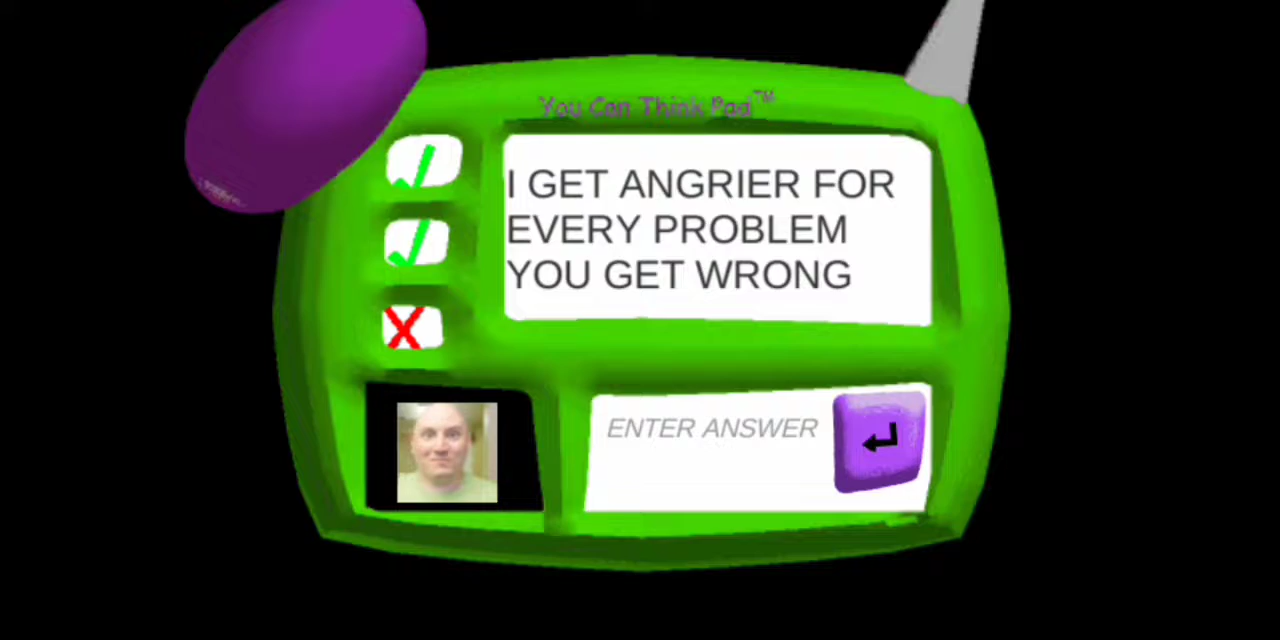 You Can Think Pad™
I GET ANGRIER FOR
EVERY PROBLEM
YOU GET WRONG
ENTER ANSWER